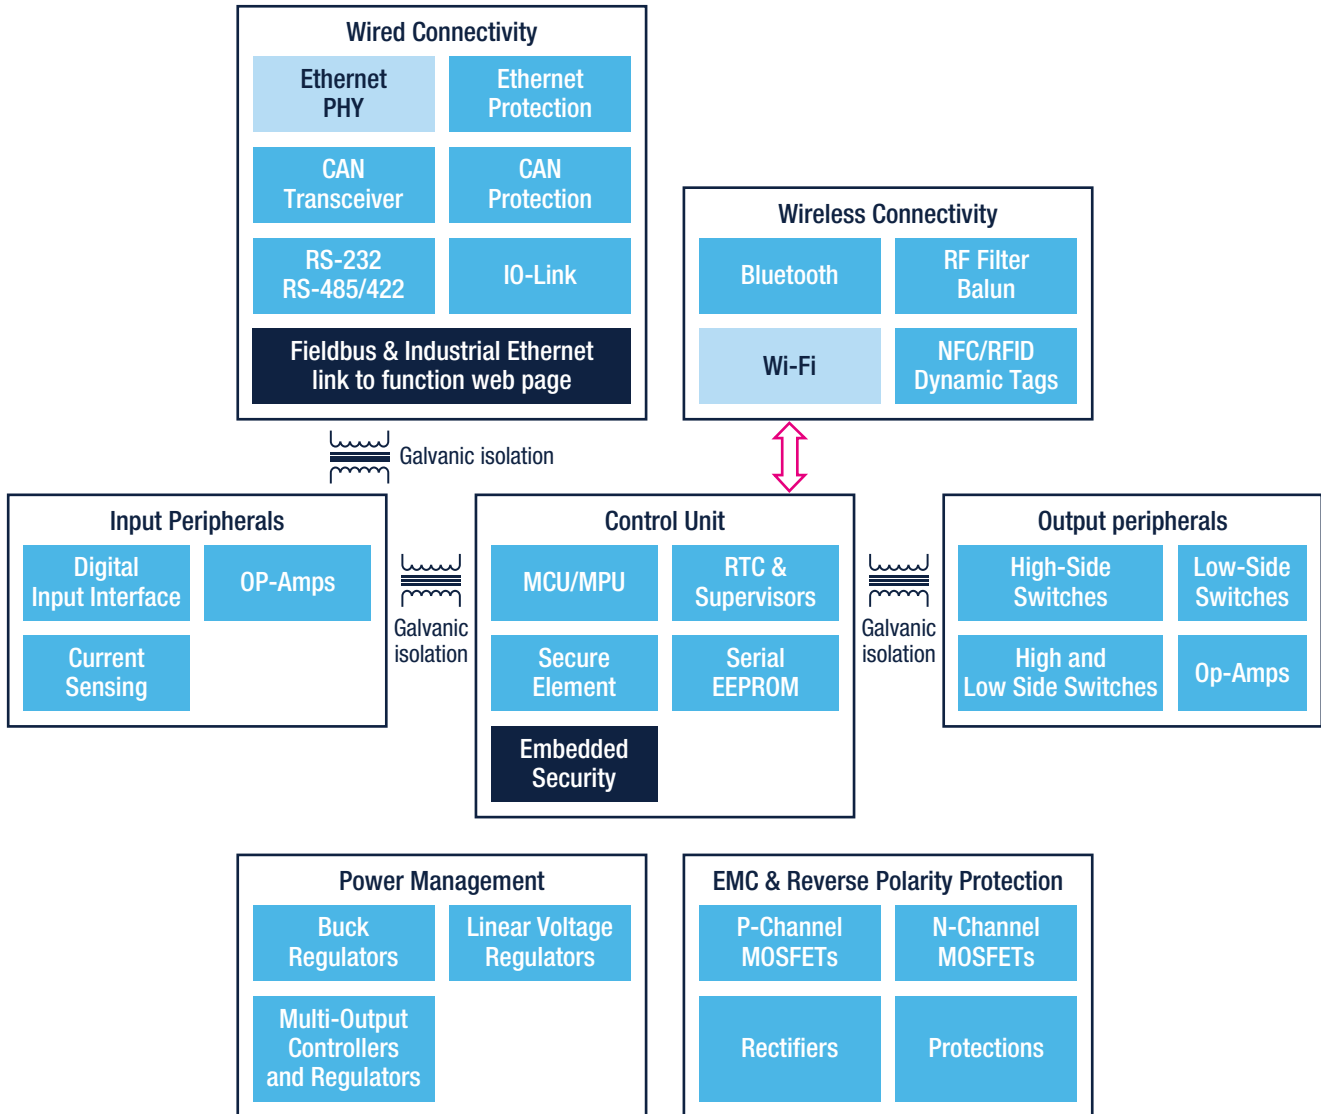 Wired Connectivity
Ethernet
PHY
Ethernet
Protection
CAN
Transceiver
CAN
Protection
RS-232
RS-485/422
IO-Link
Fieldbus & Industrial Ethernet
link to function web page
Wireless Connectivity
Bluetooth
RF Filter
Balun
Wi-Fi
NFC/RFID
Dynamic Tags
Galvanic isolation
Input Peripherals
Digital
Input Interface
OP-Amps
Current
Sensing
Galvanic
isolation
Control Unit
MCU/MPU
RTC &
Supervisors
Secure
Element
Serial
EEPROM
Embedded
Security
Galvanic
isolation
Output peripherals
High-Side
Switches
Low-Side
Switches
High and
Low Side Switches
Op-Amps
Power Management
Buck
Regulators
Linear Voltage
Regulators
Multi-Output
Controllers
and Regulators
EMC & Reverse Polarity Protection
P-Channel
MOSFETs
N-Channel
MOSFETs
Rectifiers
Protections